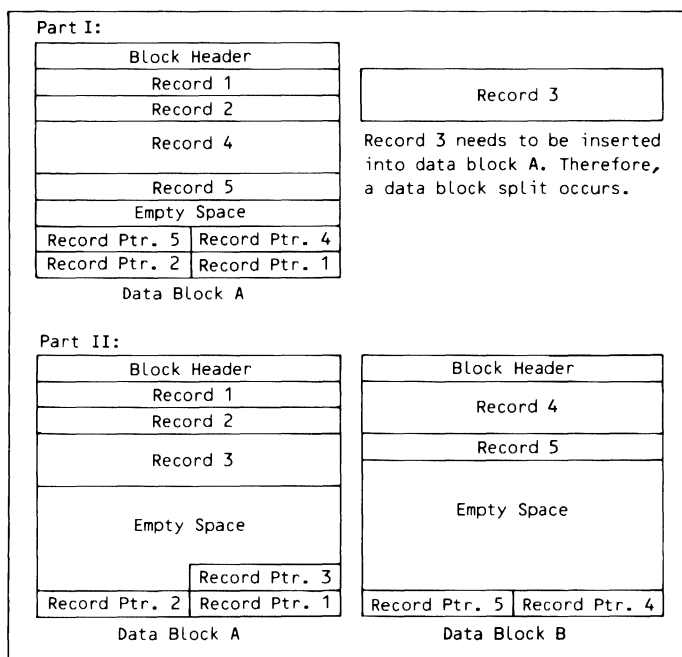 Part I:
Block Header
Record 1
Record 2
Record 4
Record 5
Empty Space
Record Ptr. 5 Record Ptr. 4
Record Ptr. 2 Record Ptr. 1
Data Block A
Record 3
Record 3 needs to be inserted
into data block A. Therefore,
a data block split occurs.
Part II:
Block Header
Record 1
Record 2
Record 3
Empty Space
Record Ptr. 3
Record Ptr. 2 Record Ptr. 1
Data Block A
Block Header
Record 4
Record 5
Empty Space
Record Ptr. 5 Record Ptr. 4
Data Block B